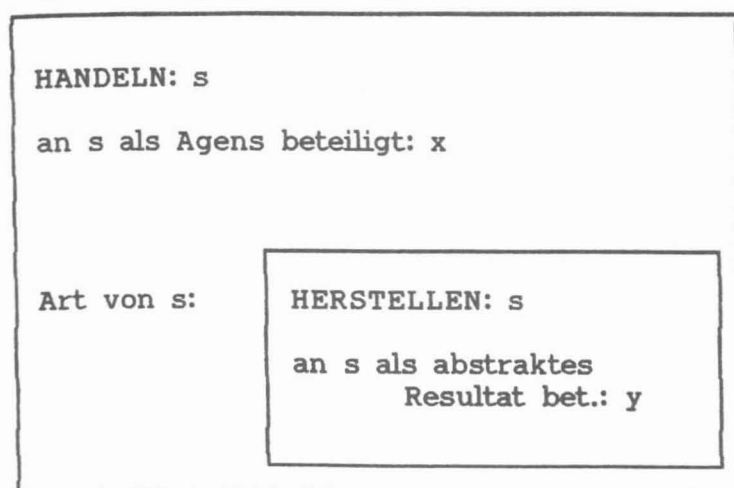 HANDELN: s
an s als Agens beteiligt: x
Art von s:
HERSTELLEN: s
an s als abstraktes
Resultat bet.: y